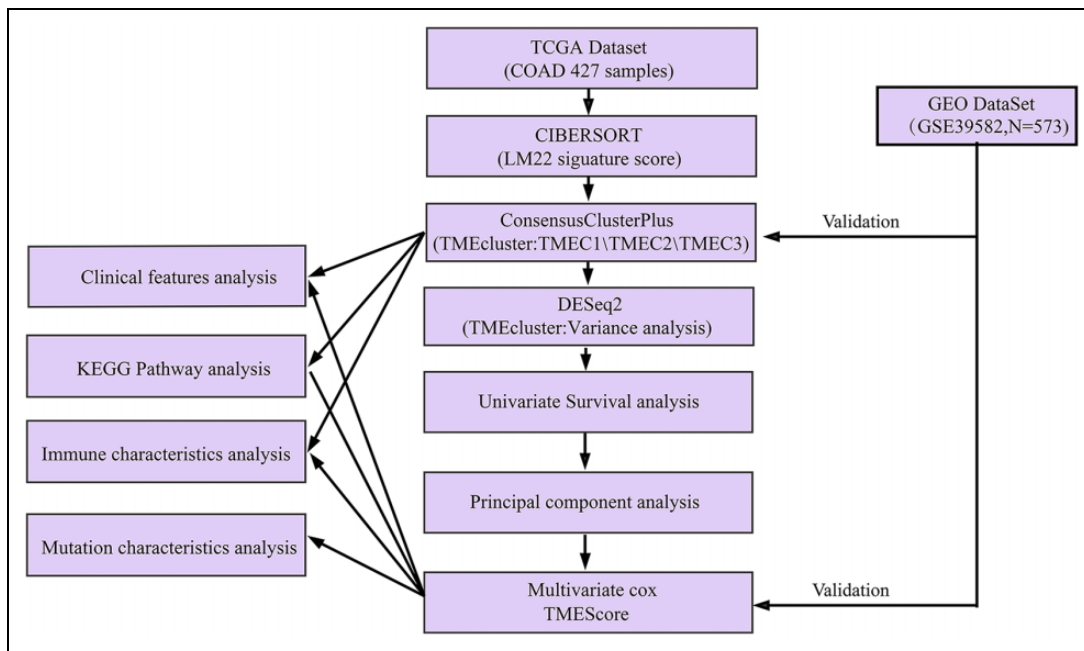 TCGA Dataset
(COAD 427 samples)
GEO DataSet
(GSE39582,N=573)
CIBERSORT
(LM22 siguature score)
ConsensusClusterPlus
(TMEcluster:TMEC1\TMEC2\TMEC3)
Validation
Clinical features analysis
DESeq2
(TMEcluster:Variance analysis)
KEGG Pathway analysis
Univariate Survival analysis
Immune characteristics analysis
Principal component analysis
Mutation characteristics analysis
Multivariate cox
TMEScore
Validation